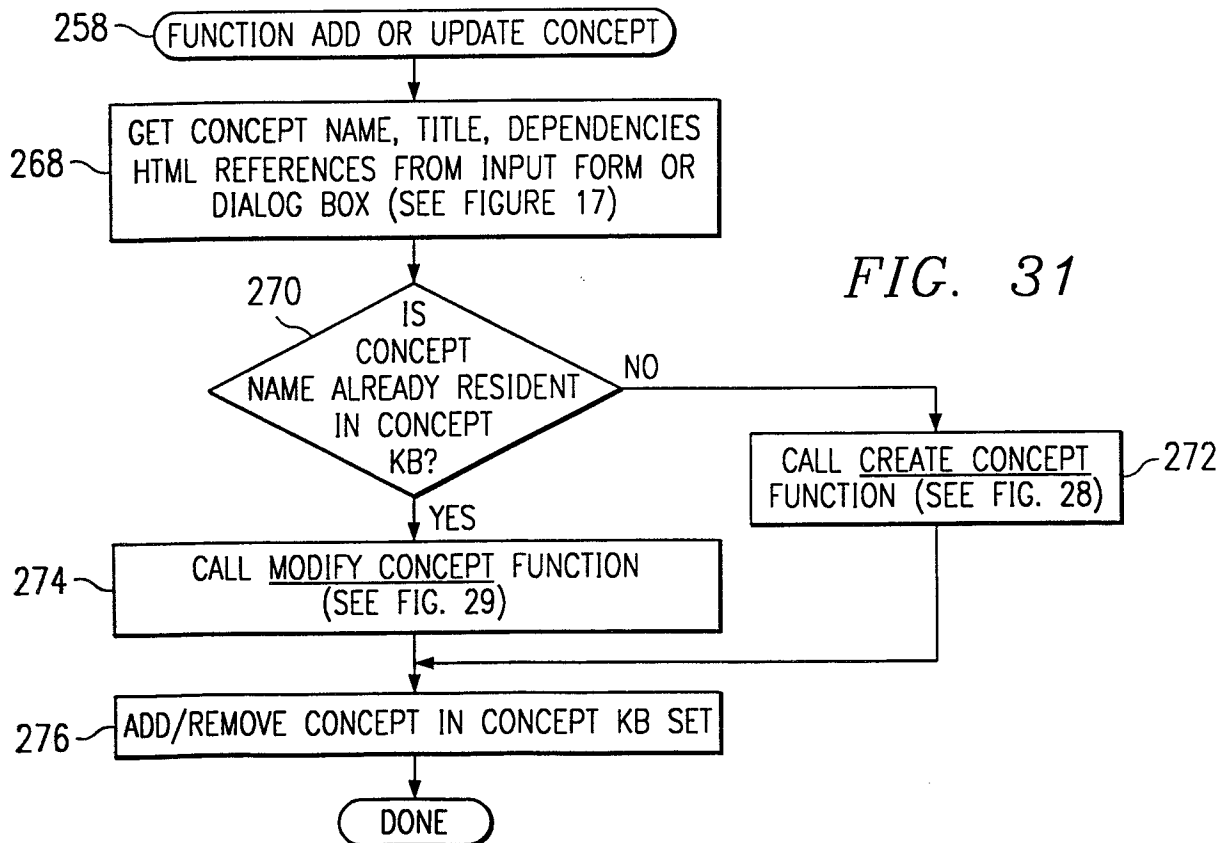 258
FUNCTION ADD OR UPDATE CONCEPT
268
GET CONCEPT NAME, TITLE, DEPENDENCIES
HTML REFERENCES FROM INPUT FORM OR
DIALOG BOX (SEE FIGURE 17)
FIG. 31
270
IS
CONCEPT
NAME ALREADY RESIDENT
IN CONCEPT
KB?
NO
CALL CREATE CONCEPT
FUNCTION (SEE FIG. 28)
272
YES
274
CALL MODIFY CONCEPT FUNCTION
(SEE FIG. 29)
276
ADD/REMOVE CONCEPT IN CONCEPT KB SET
DONE